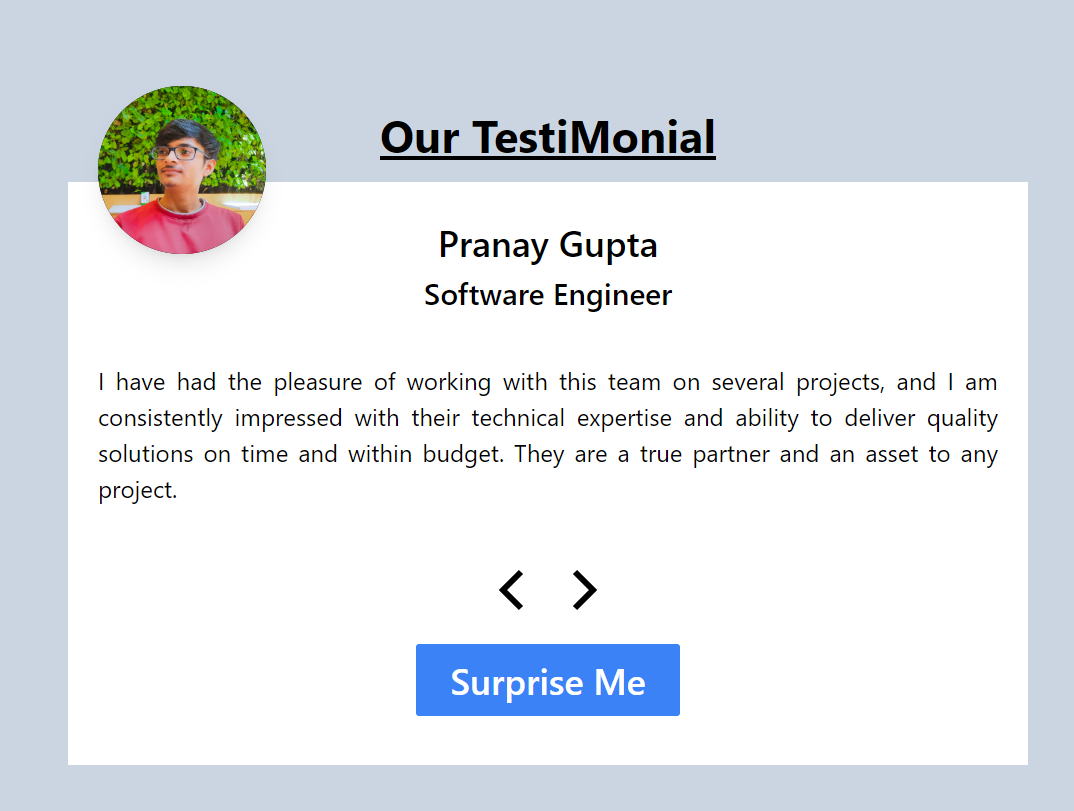 Our TestiMonial
Pranay Gupta
Software Engineer
I have had the pleasure of working with this team on several projects, and I am
consistently impressed with their technical expertise and ability to deliver quality
solutions on time and within budget. They are a true partner and an asset to any
project.
Surprise Me